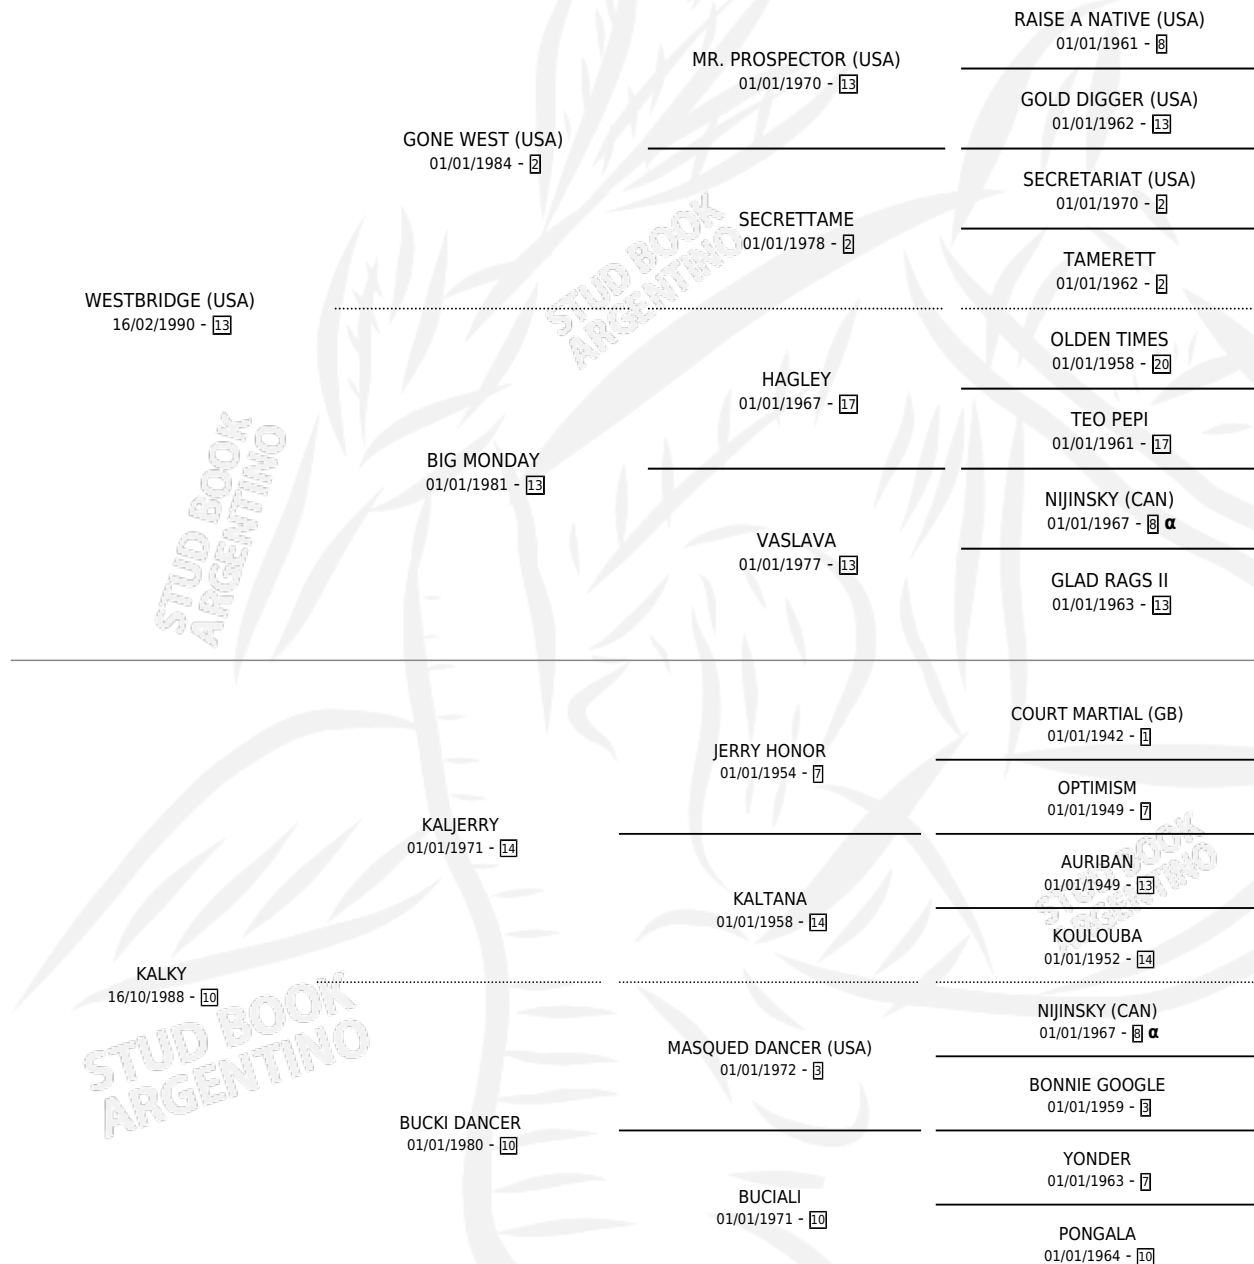 RAISE A NATIVE (USA)
01/01/1961 - 8
MR. PROSPECTOR (USA)
01/01/1970 - 13
GOLD DIGGER (USA)
01/01/1962 - 13
GONE WEST (USA)
01/01/1984 - 2
SECRETARIAT (USA)
01/01/1970 - 2
SECRETTAME
01/01/1978 - 2
TAMERETT
01/01/1962 - 2
WESTBRIDGE (USA)
16/02/1990 - 13
OLDEN TIMES
01/01/1958 - 20
HAGLEY
01/01/1967 - 17
TEO PEPI
01/01/1961 - 17
BIG MONDAY
01/01/1981 - 13
NIJINSKY (CAN)
01/01/1967 - 8 α
VASLAVA
01/01/1977 - 13
GLAD RAGS II
01/01/1963 - 13
COURT MARTIAL (GB)
01/01/1942 - 1
JERRY HONOR
01/01/1954 - 7
OPTIMISM
01/01/1949 - 7
KALJERRY
01/01/1971 - 14
AURIBAN
01/01/1949 - 13
KALTANA
01/01/1958 - 14
KOULOUBA
01/01/1952 - 14
KALKY
16/10/1988 - 10
NIJINSKY (CAN)
01/01/1967 - 8 α
MASQUED DANCER (USA)
01/01/1972 - 3
BONNIE GOOGLE
01/01/1959 - 3
BUCKI DANCER
01/01/1980 - 10
YONDER
01/01/1963 - 7
BUCIALI
01/01/1971 - 10
PONGALA
01/01/1964 - 10
STUD BOOK
ARGENTINO
STUD BOOK
ARGENTINO
STUD BOOK
ARGENTINO
STUD BOOK
ARGENTINO